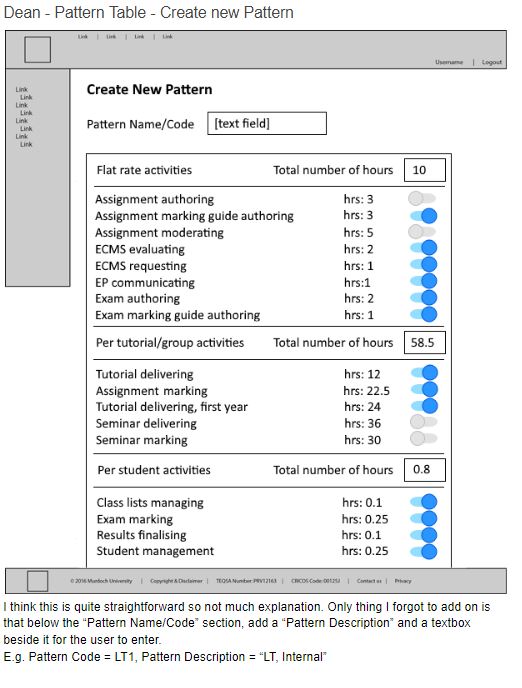 Dean - Pattern Table - Create new Pattern
Link | Link | Link | Link
Username | Logout
Link
Link
Link
Link
Link
Link
Link
Link
Create New Pattern
Pattern Name/Code [text field]
Flat rate activities Total number of hours 10
Assignment authoring hrs: 3
Assignment marking guide authoring hrs: 3
Assignment moderating hrs: 5
ECMS evaluating hrs: 2
ECMS requesting hrs: 1
EP communicating hrs:1
Exam authoring hrs: 2
Exam marking guide authoring hrs: 1
Per tutorial/group activities Total number of hours 58.5
Tutorial delivering hrs: 12
Assignment marking hrs: 22.5
Tutorial delivering, first year hrs: 24
Seminar delivering hrs: 36
Seminar marking hrs: 30
Per student activities Total number of hours 0.8
Class lists managing hrs: 0.1
Exam marking hrs: 0.25
Results finalising hrs: 0.1
Student management hrs: 0.25
© 2016 Murdoch University | Copyright & Disclaimer | TEQSA Number: PRV12163 | CRICOS Code: 00125J | Contact us | Privacy
I think this is quite straightforward so not much explanation. Only thing I forgot to add on is
that below the “Pattern Name/Code” section, add a “Pattern Description” and a textbox
beside it for the user to enter.
E.g. Pattern Code = LT1, Pattern Description = “LT, Internal”